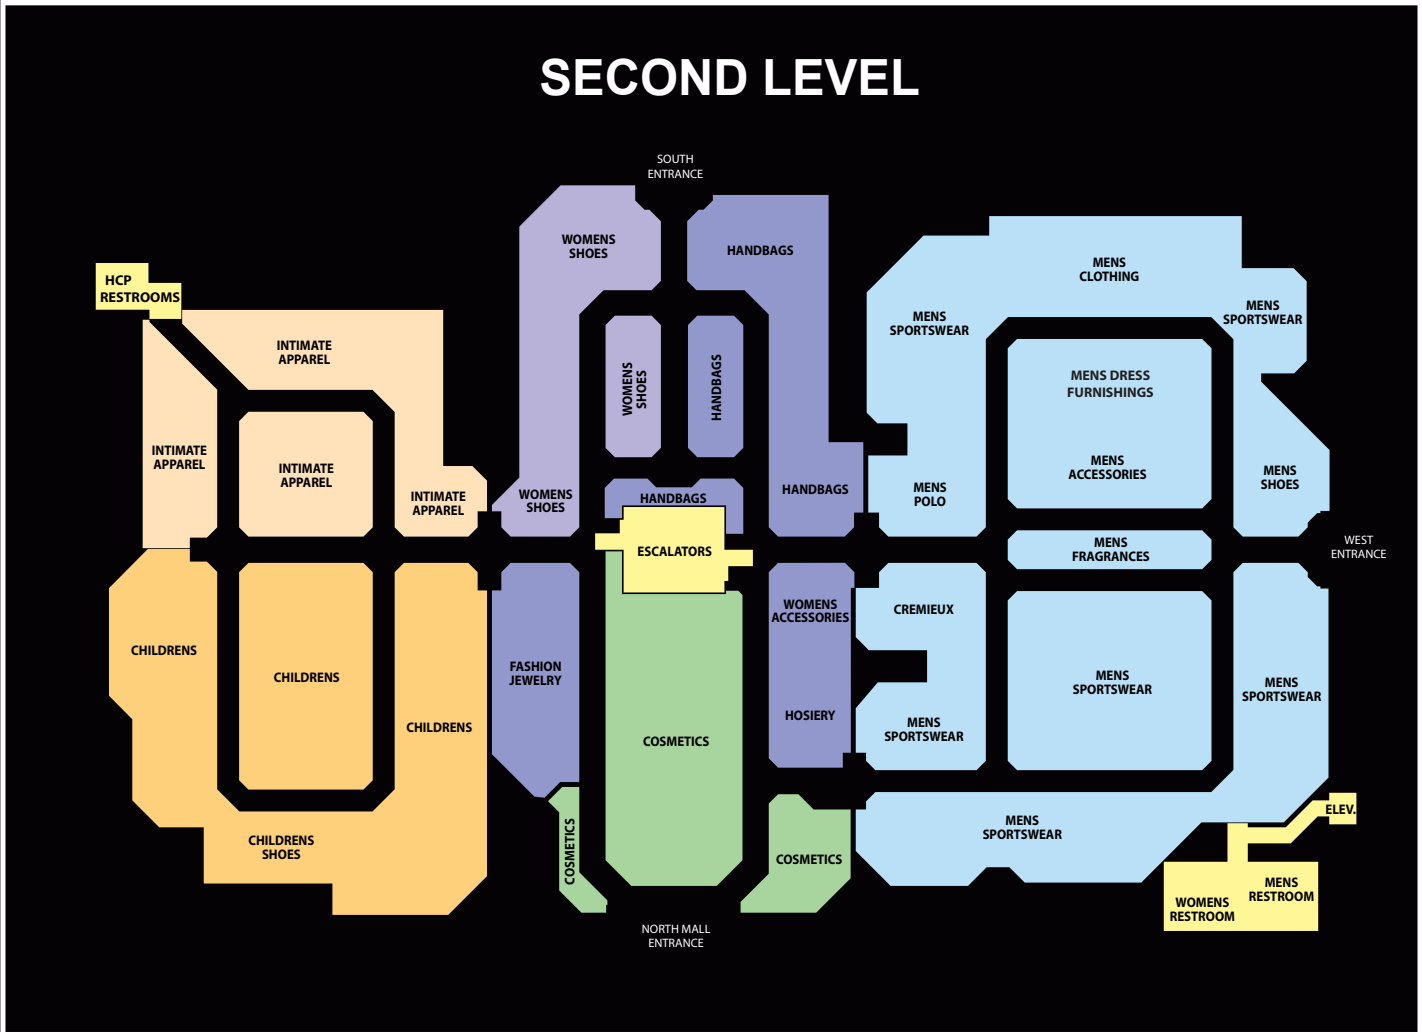 SECOND LEVEL
SOUTH
ENTRANCE
WOMENS
SHOES
HANDBAGS
MENS
CLOTHING
HCP
RESTROOMS
MENS
SPORTSWEAR
MENS
SPORTSWEAR
INTIMATE
APPAREL
WOMENS
SHOES
HANDBAGS
MENS DRESS
FURNISHINGS
INTIMATE
APPAREL
INTIMATE
APPAREL
MENS
ACCESSORIES
MENS
SHOES
INTIMATE
APPAREL
WOMENS
SHOES
HANDBAGS
HANDBAGS
MENS
POLO
ESCALATORS
MENS
FRAGRANCES
WEST
ENTRANCE
WOMENS
ACCESSORIES
CREMIEUX
CHILDRENS
CHILDRENS
FASHION
JEWELRY
MENS
SPORTSWEAR
MENS
SPORTSWEAR
CHILDRENS
COSMETICS
HOSIERY
MENS
SPORTSWEAR
CHILDRENS
SHOES
COSMETICS
COSMETICS
MENS
SPORTSWEAR
ELEV.
MENS
RESTROOM
WOMENS
RESTROOM
NORTH MALL
ENTRANCE